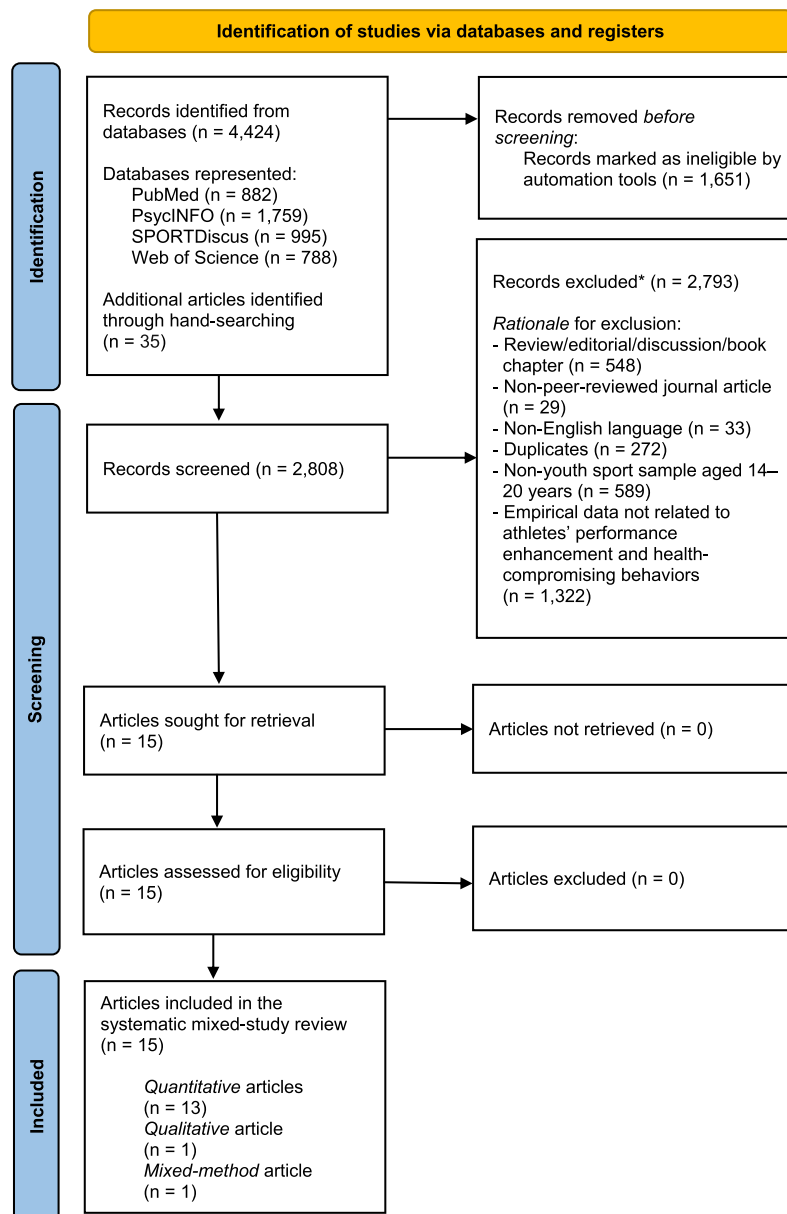 Identification of studies via databases and registers
Identification
Records identified from
databases (n = 4,424)
Databases represented:
PubMed (n = 882)
PsycINFO (n = 1,759)
SPORTDiscus (n = 995)
Web of Science (n = 788)
Additional articles identified
through hand-searching
(n = 35)
Records removed before
screening:
Records marked as ineligible by
automation tools (n = 1,651)
Screening
Records screened (n = 2,808)
Records excluded* (n = 2,793)
Rationale for exclusion:
- Review/editorial/discussion/book
chapter (n = 548)
- Non-peer-reviewed journal article
(n = 29)
- Non-English language (n = 33)
- Duplicates (n = 272)
- Non-youth sport sample aged 14–
20 years (n = 589)
- Empirical data not related to
athletes’ performance
enhancement and health-
compromising behaviors
(n = 1,322)
Articles sought for retrieval
(n = 15)
Articles not retrieved (n = 0)
Articles assessed for eligibility
(n = 15)
Articles excluded (n = 0)
Included
Articles included in the
systematic mixed-study review
(n = 15)
Quantitative articles
(n = 13)
Qualitative article
(n = 1)
Mixed-method article
(n = 1)